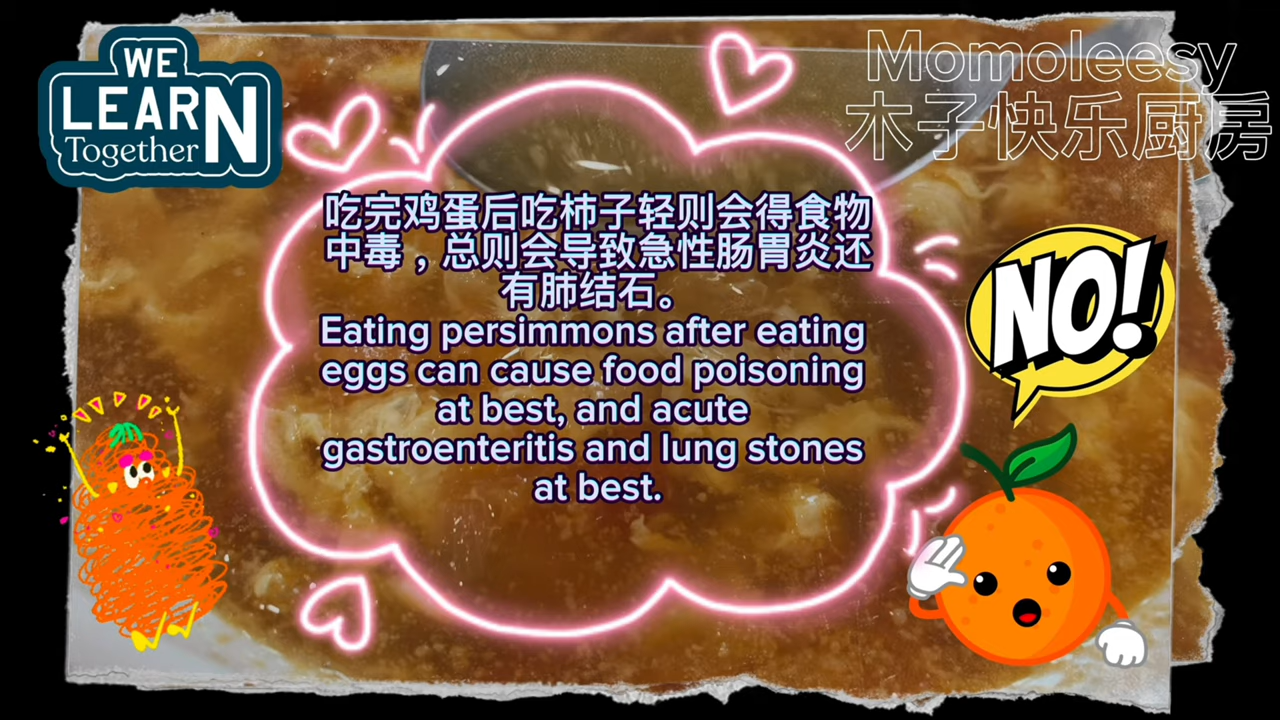 WE
LEARN
Together
Momoleesy
木子快乐厨房
吃完鸡蛋后吃柿子轻则会得食物
中毒，总则会导致急性肠胃炎还
有肺结石。
Eating persimmons after eating
eggs can cause food poisoning
at best, and acute
gastroenteritis and lung stones
at best.
NO!